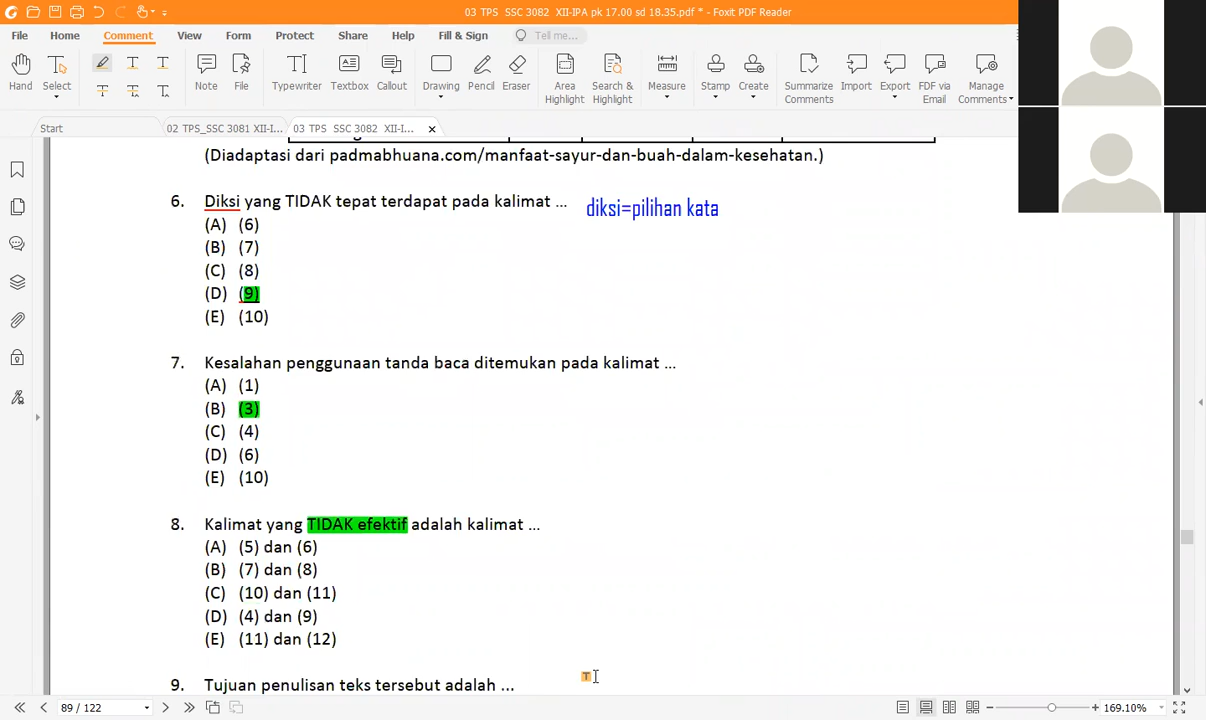 03 TPS SSC 3082 XII-IPA pk 17.00 sd 18.35.pdf * - Foxit PDF Reader
File Home Comment View Form Protect Share Help Fill & Sign Tell me...
Hand Select Note File Typewriter Textbox Callout Drawing Pencil Eraser Area Highlight Search & Highlight Measure Stamp Create Summarize Comments Import Export FDF via Email Manage Comments
Start 02 TPS_SSC 3081 XII-I... 03 TPS SSC 3082 XII-I...
(Diadaptasi dari padmabhuana.com/manfaat-sayur-dan-buah-dalam-kesehatan.)
6. Diksi yang TIDAK tepat terdapat pada kalimat ... diksi=pilihan kata
(A) (6)
(B) (7)
(C) (8)
(D) (9)
(E) (10)
7. Kesalahan penggunaan tanda baca ditemukan pada kalimat ...
(A) (1)
(B) (3)
(C) (4)
(D) (6)
(E) (10)
8. Kalimat yang TIDAK efektif adalah kalimat ...
(A) (5) dan (6)
(B) (7) dan (8)
(C) (10) dan (11)
(D) (4) dan (9)
(E) (11) dan (12)
9. Tujuan penulisan teks tersebut adalah ...
89 / 122 169.10%